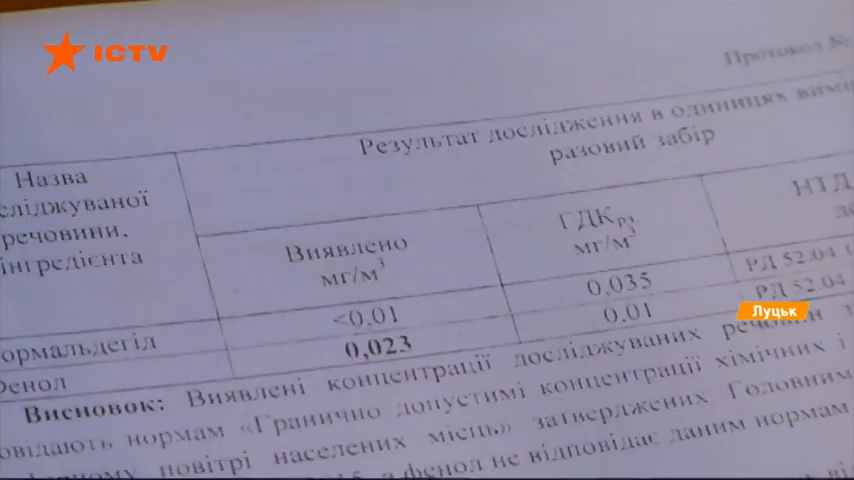 ICTV
Протокол №
Результат дослідження в одиницях
разовий забір
Назва
речовини,
інгредієнта
Виявлено
мг/м³
ГДКрз,
мг/м³
НТД
формальдегід
<0,01
0,035
РД 52.04
фенол
0,023
0,01
РД 52.04
Луцьк
Висновок: Виявлені концентрації досліджуваних речовин
нормам «Гранично допустимі концентрації хімічних і
повітрі населених місць» затверджених Головним
а фенол не відповідає даним нормам